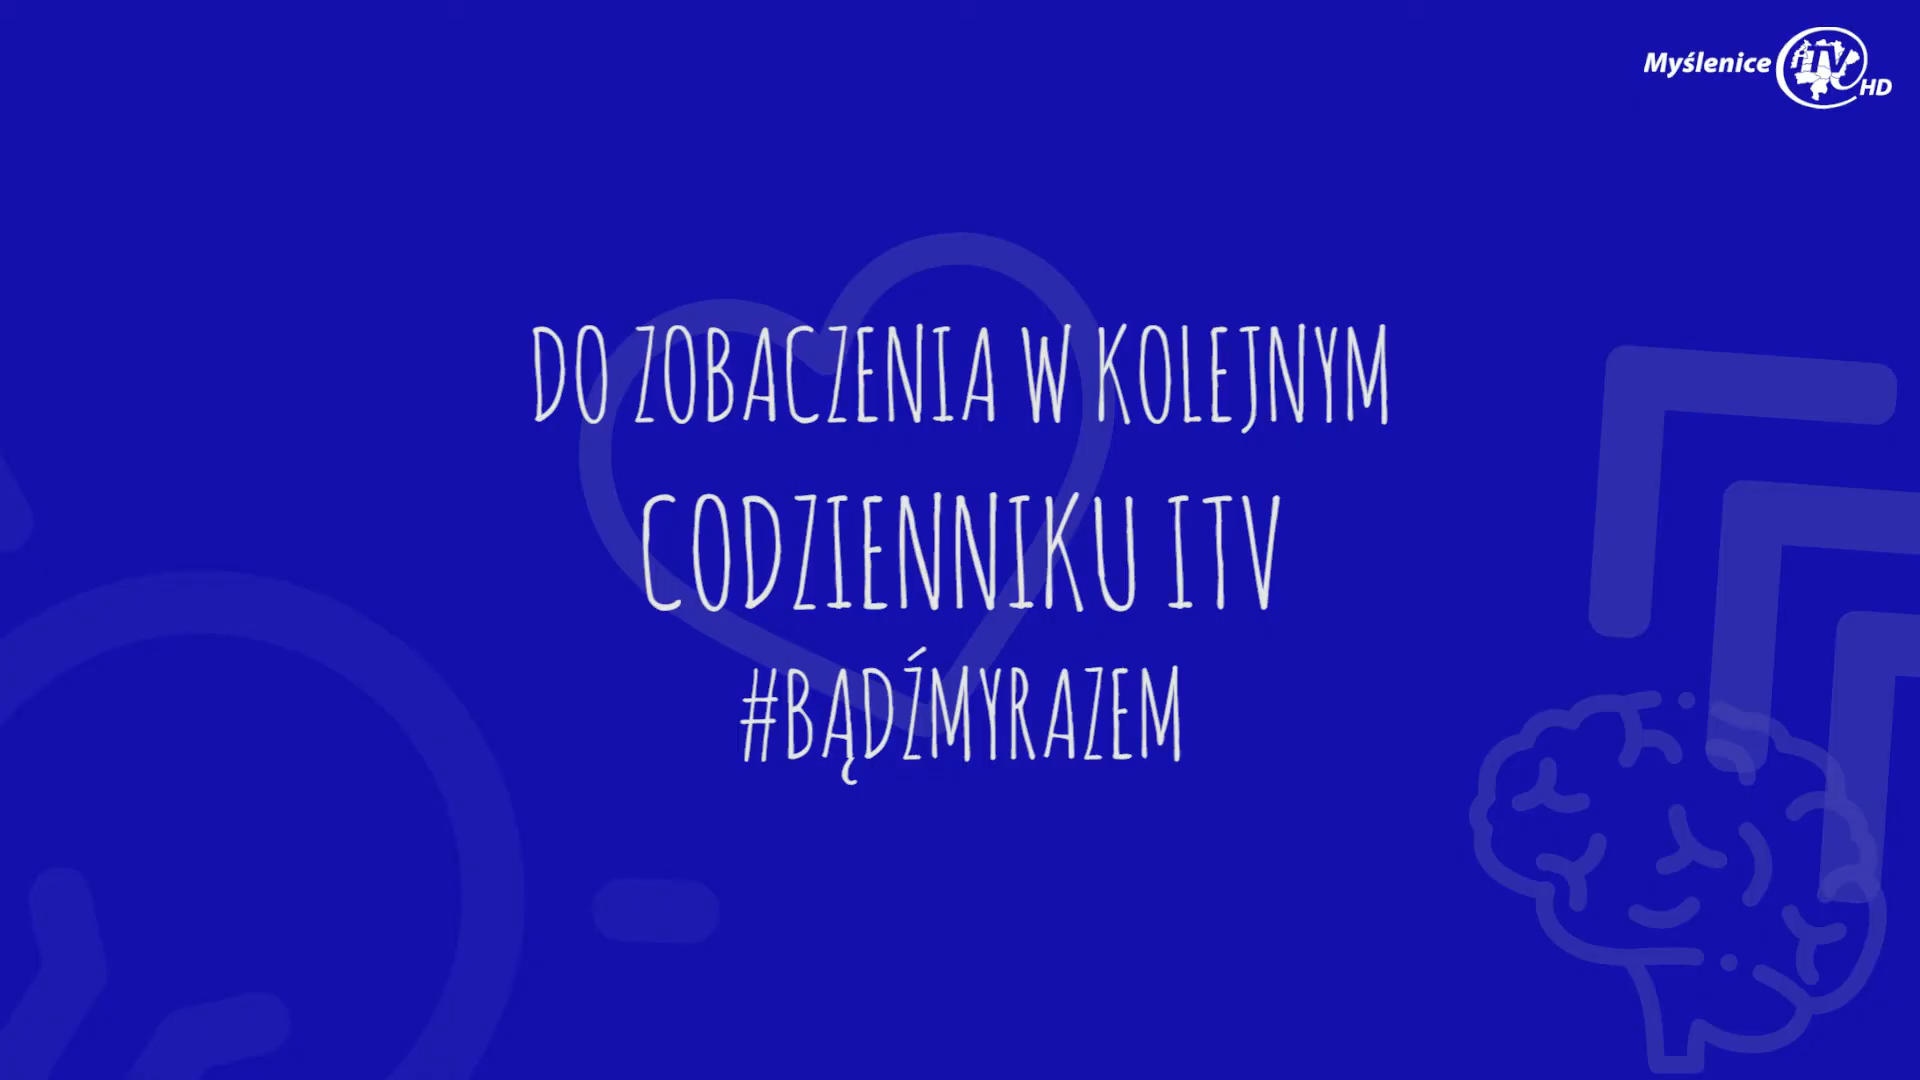 Myślenice iTV HD
DO ZOBACZENIA W KOLEJNYM
CODZIENNIKU ITV
#BĄDŹMYRAZEM